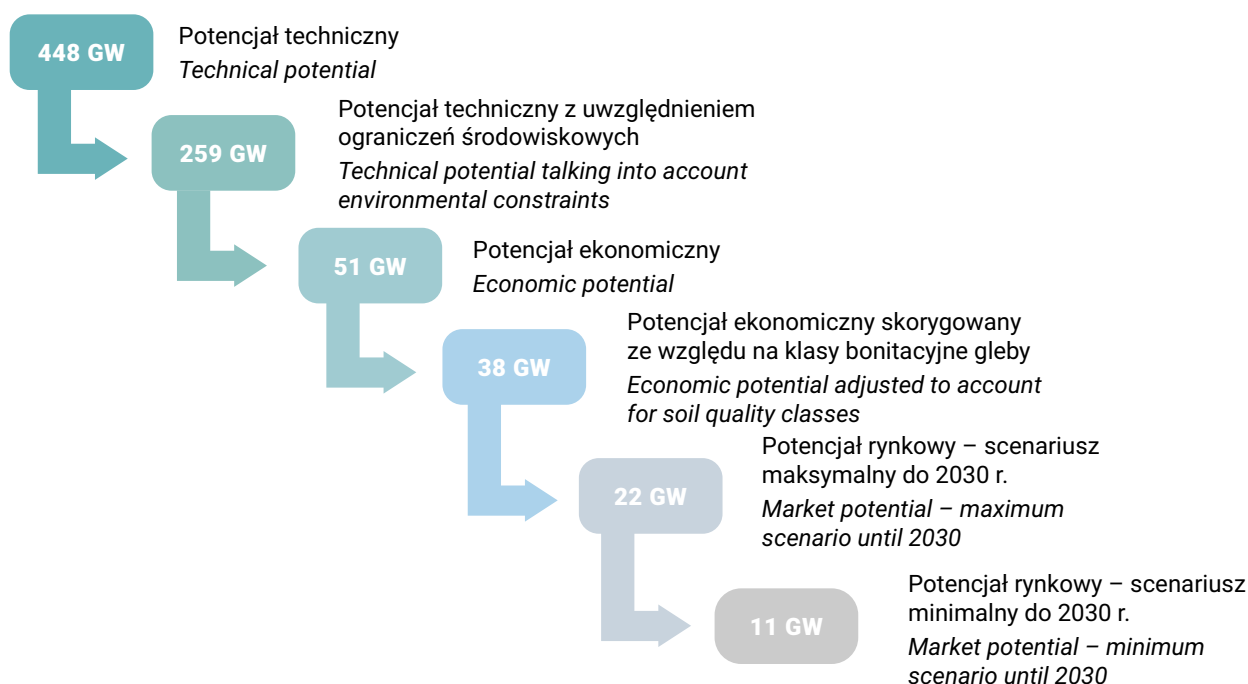 448 GW
Potencjał techniczny
Technical potential
259 GW
Potencjał techniczny z uwzględnieniem
ograniczeń środowiskowych
Technical potential talking into account
environmental constraints
51 GW
Potencjał ekonomiczny
Economic potential
38 GW
Potencjał ekonomiczny skorygowany
ze względu na klasy bonitacyjne gleby
Economic potential adjusted to account
for soil quality classes
22 GW
Potencjał rynkowy – scenariusz
maksymalny do 2030 r.
Market potential – maximum
scenario until 2030
11 GW
Potencjał rynkowy – scenariusz
minimalny do 2030 r.
Market potential – minimum
scenario until 2030